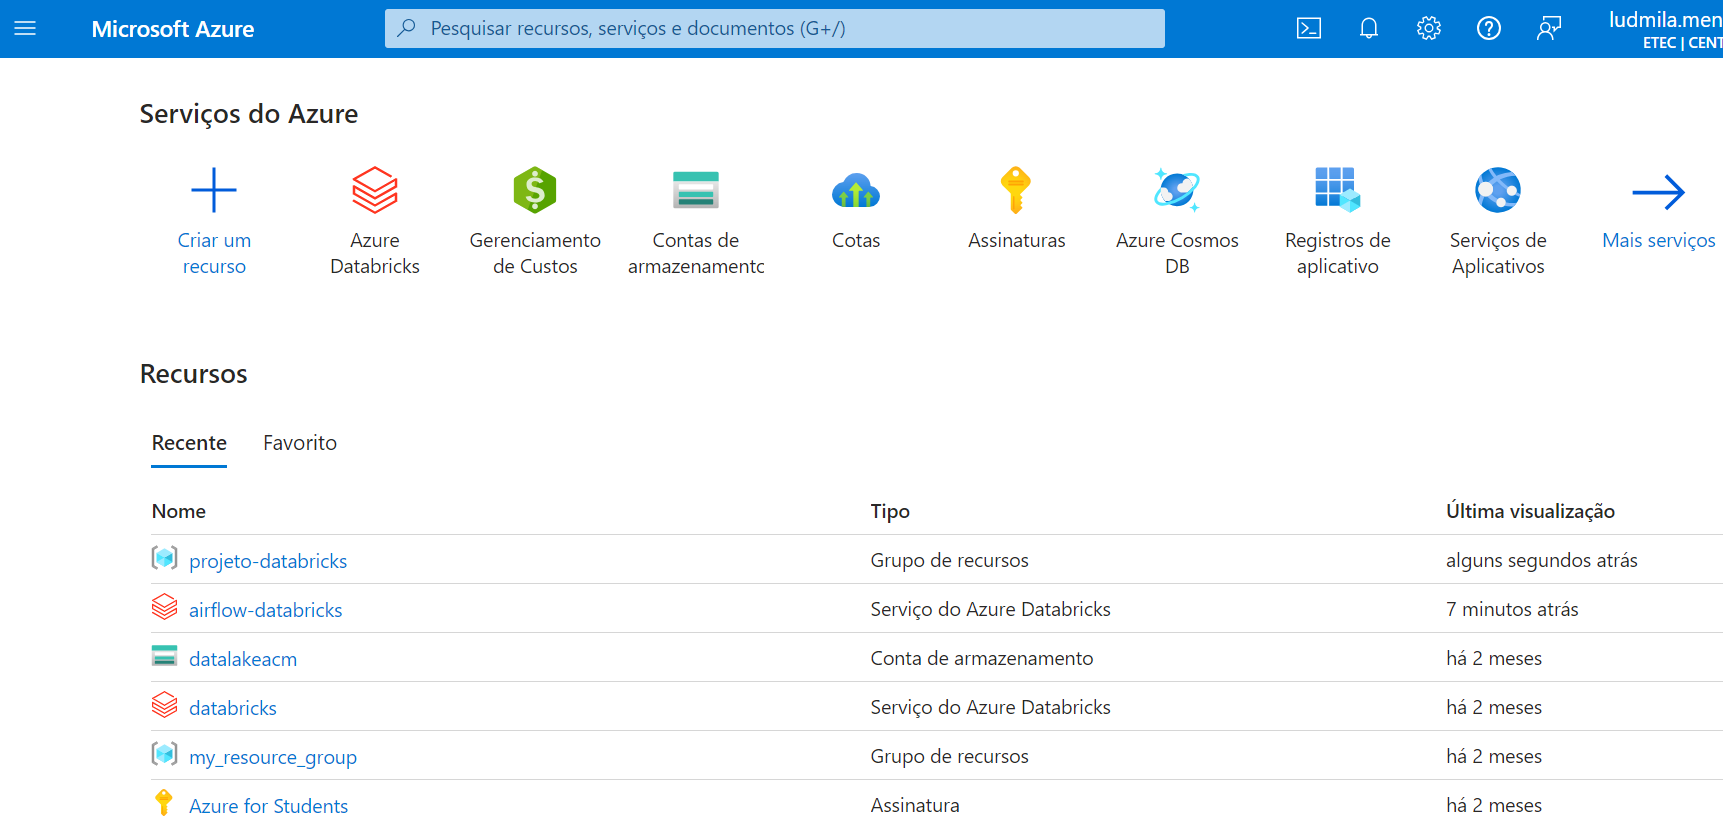 Microsoft Azure
Pesquisar recursos, serviços e documentos (G+/)
ludmila.men
ETEC | CENT
Serviços do Azure
Criar um
recurso
Azure
Databricks
Gerenciamento
de Custos
Contas de
armazenamento
Cotas
Assinaturas
Azure Cosmos
DB
Registros de
aplicativo
Serviços de
Aplicativos
Mais serviços
Recursos
Recente
Favorito
Nome Tipo Última visualização
projeto-databricks Grupo de recursos alguns segundos atrás
airflow-databricks Serviço do Azure Databricks 7 minutos atrás
datalakeacm Conta de armazenamento há 2 meses
databricks Serviço do Azure Databricks há 2 meses
my_resource_group Grupo de recursos há 2 meses
Azure for Students Assinatura há 2 meses